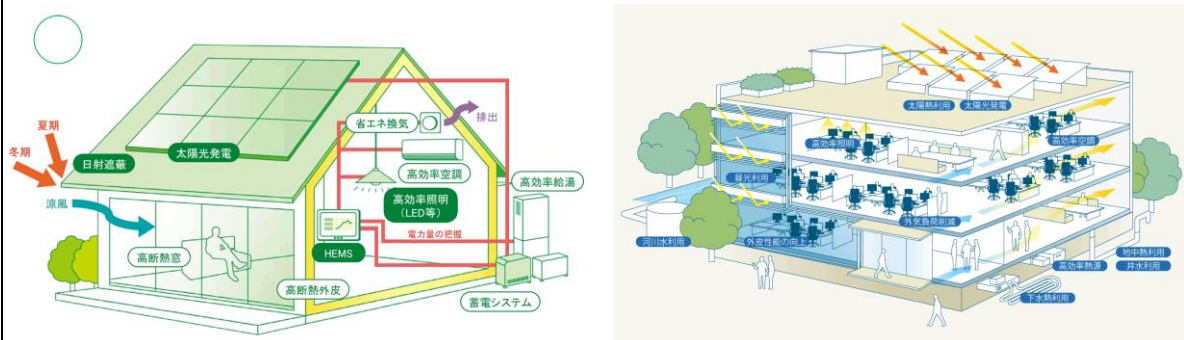 夏期
冬期
日射遮蔽
涼風
太陽光発電
省エネ換気
排出
高効率空調
高効率照明
(LED等)
高効率給湯
電力量の把握
HEMS
高断熱窓
高断熱外皮
蓄電システム
太陽熱利用
太陽光発電
高効率照明
高効率空調
昼光利用
外気負荷削減
河川水利用
外皮性能の向上
地中熱利用
高効率熱源
井水利用
下水熱利用